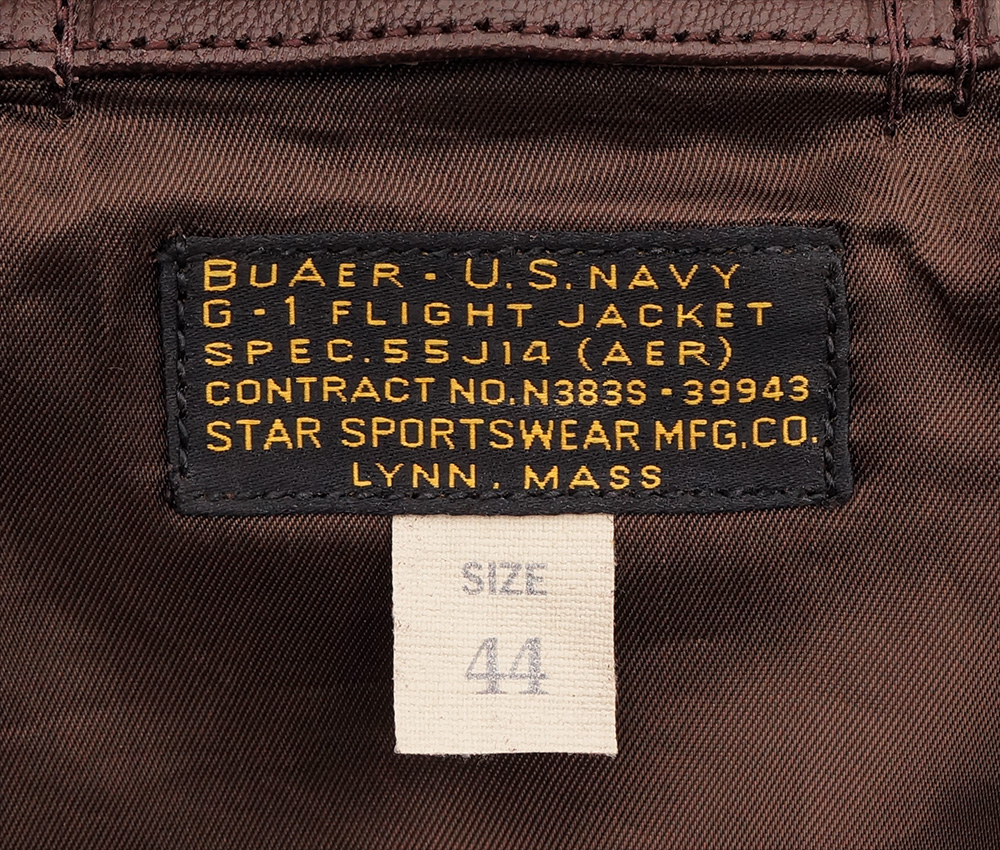 BUAER - U.S. NAVY
G-1 FLIGHT JACKET
SPEC. 55J14 (AER)
CONTRACT NO. N383S - 39943
STAR SPORTSWEAR MFG.CO.
LYNN, MASS
SIZE
44